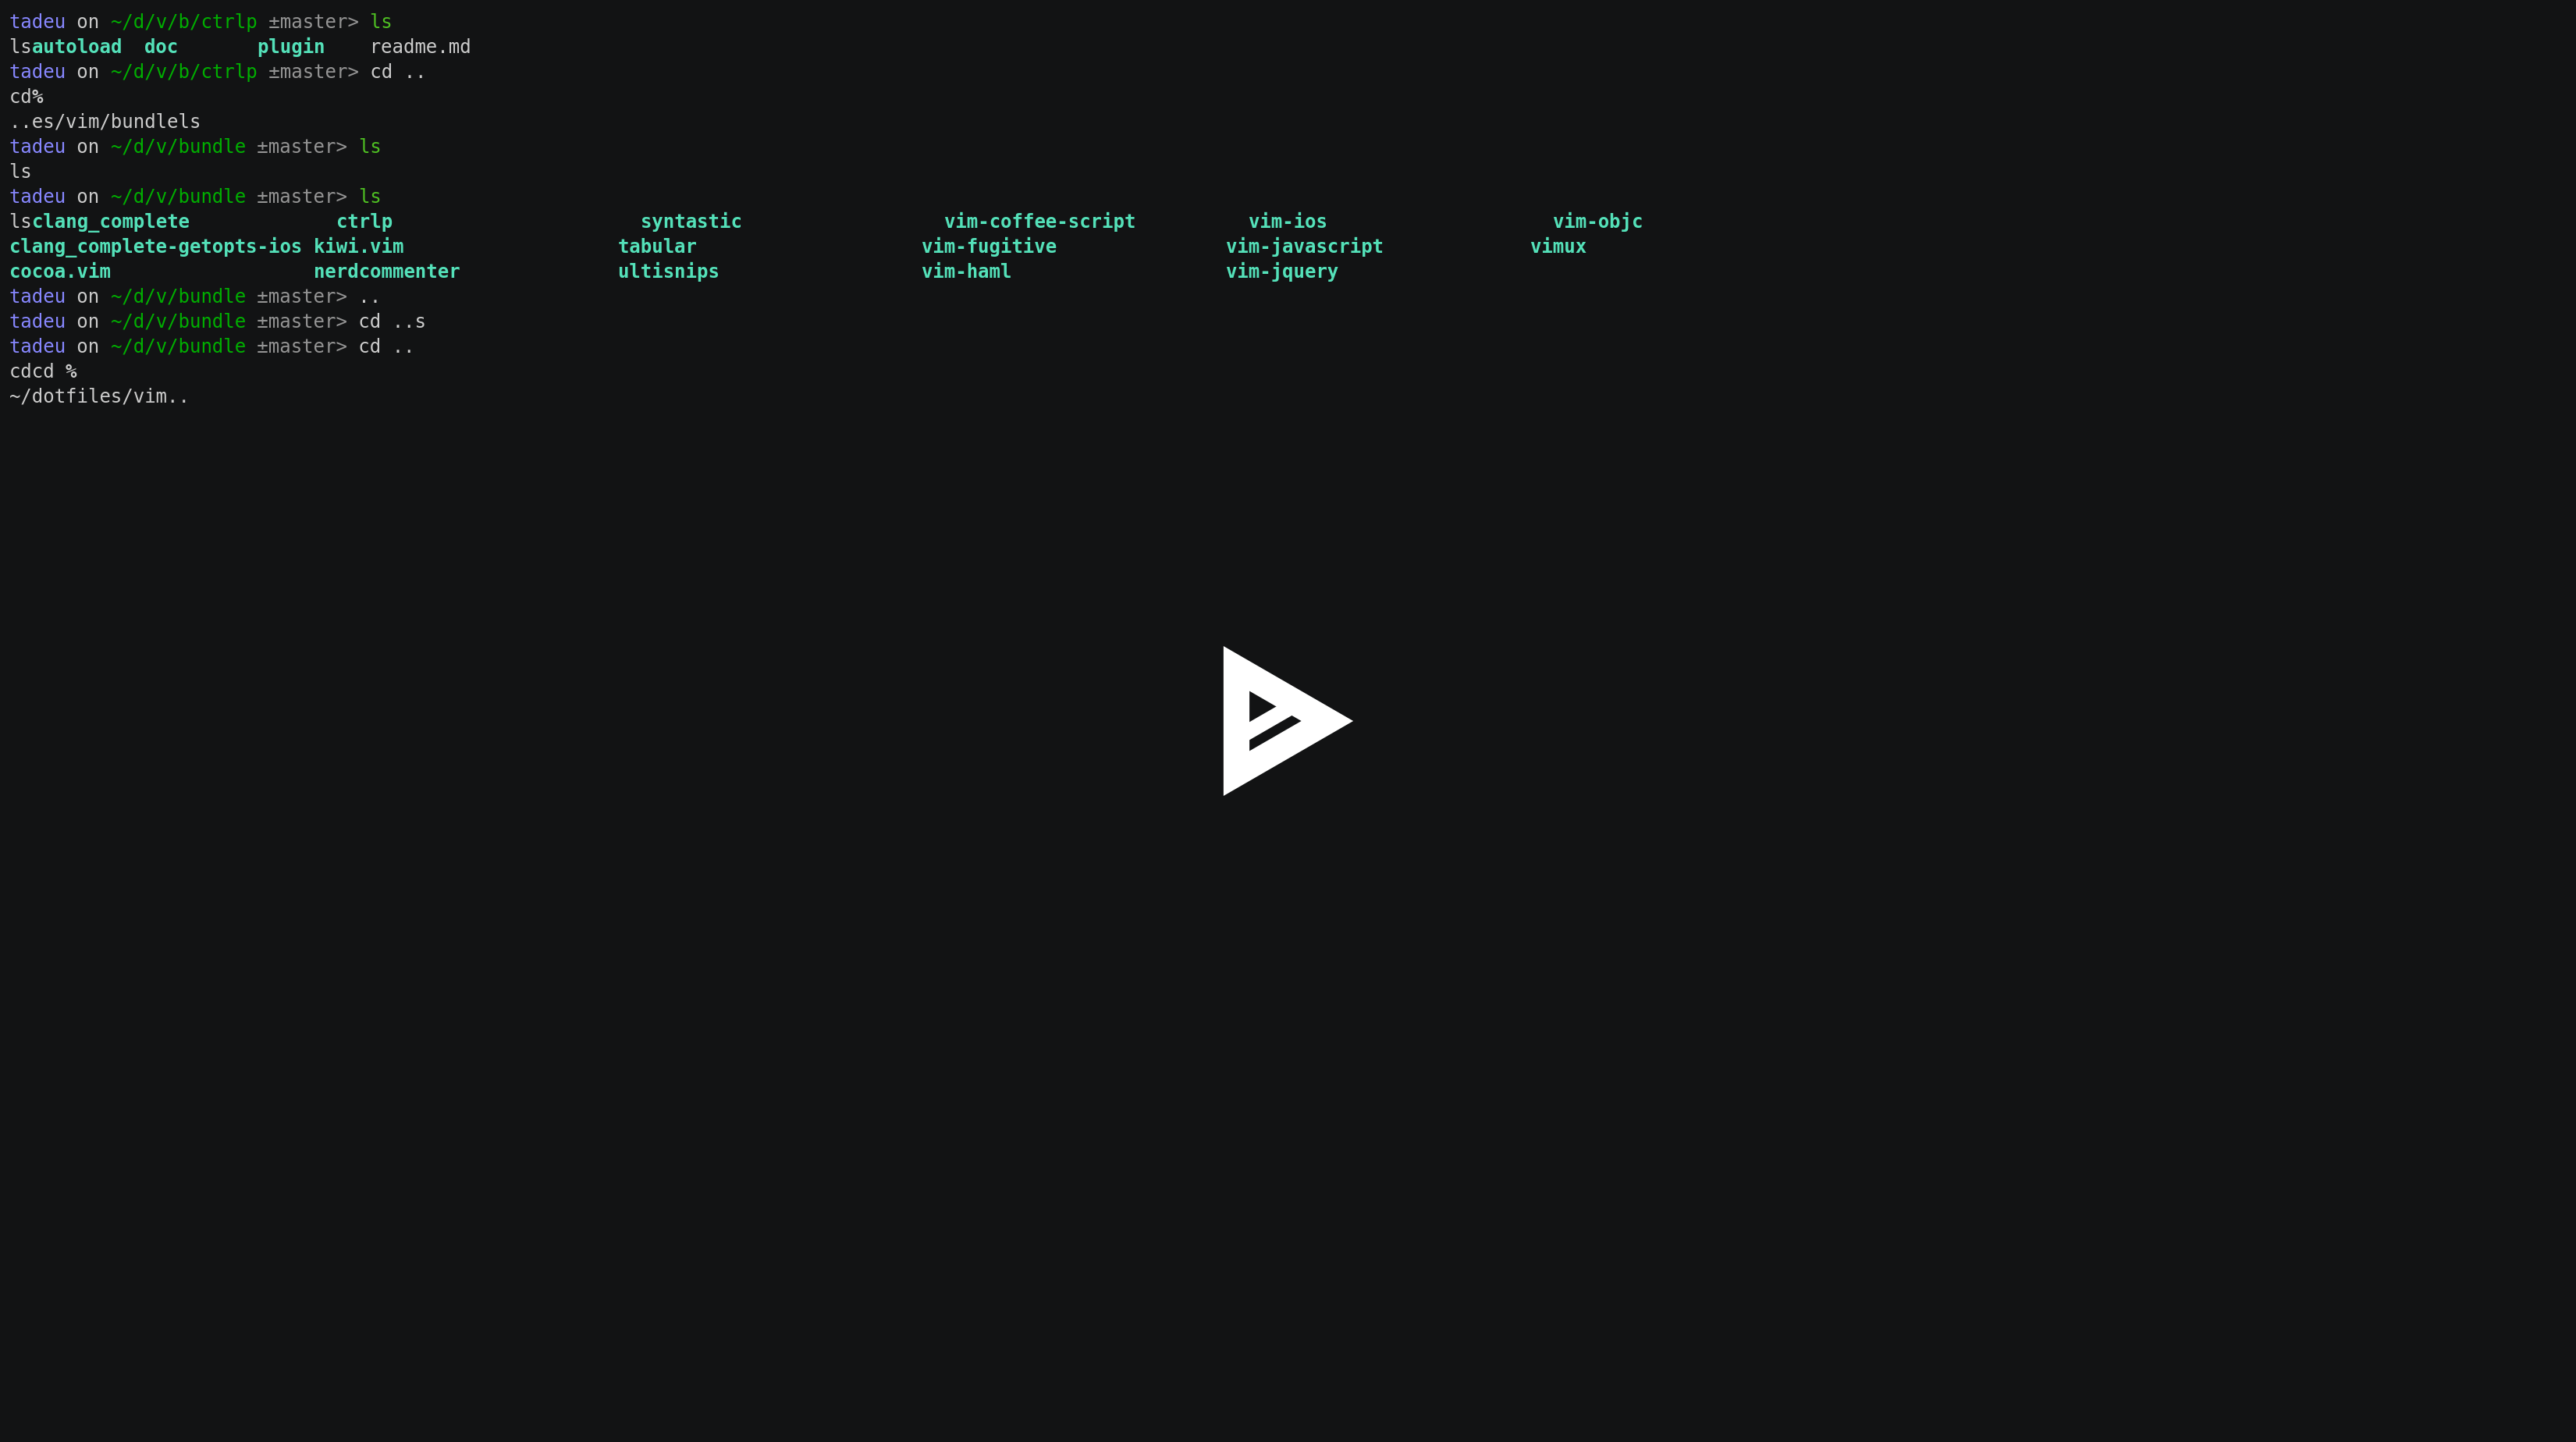 tadeu on ~/d/v/b/ctrlp ±master> ls
lsautoload  doc       plugin    readme.md
tadeu on ~/d/v/b/ctrlp ±master> cd ..
cd%
..es/vim/bundlels
tadeu on ~/d/v/bundle ±master> ls
ls
tadeu on ~/d/v/bundle ±master> ls
lsclang_complete             ctrlp                      syntastic                  vim-coffee-script          vim-ios                    vim-objc
clang_complete-getopts-ios kiwi.vim                   tabular                    vim-fugitive               vim-javascript             vimux
cocoa.vim                  nerdcommenter              ultisnips                  vim-haml                   vim-jquery
tadeu on ~/d/v/bundle ±master> ..
tadeu on ~/d/v/bundle ±master> cd ..s
tadeu on ~/d/v/bundle ±master> cd ..
cdcd %
~/dotfiles/vim..